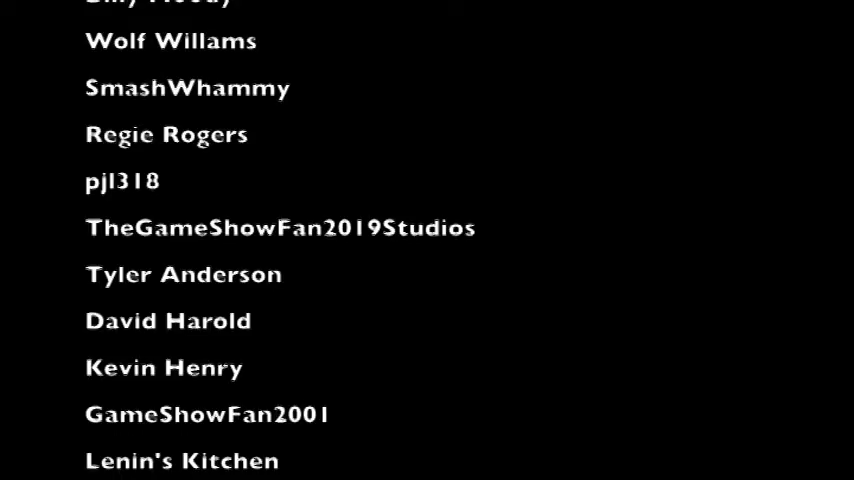 Wolf Willams
SmashWhammy
Regie Rogers
pjl318
TheGameShowFan2019Studios
Tyler Anderson
David Harold
Kevin Henry
GameShowFan2001
Lenin's Kitchen